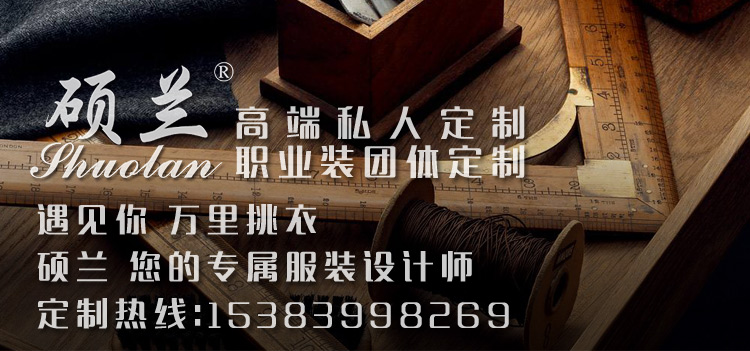 硕兰®
Shuolan
高端私人定制
职业装团体定制
遇见你 万里挑衣
硕兰 您的专属服装设计师
定制热线:15383998269